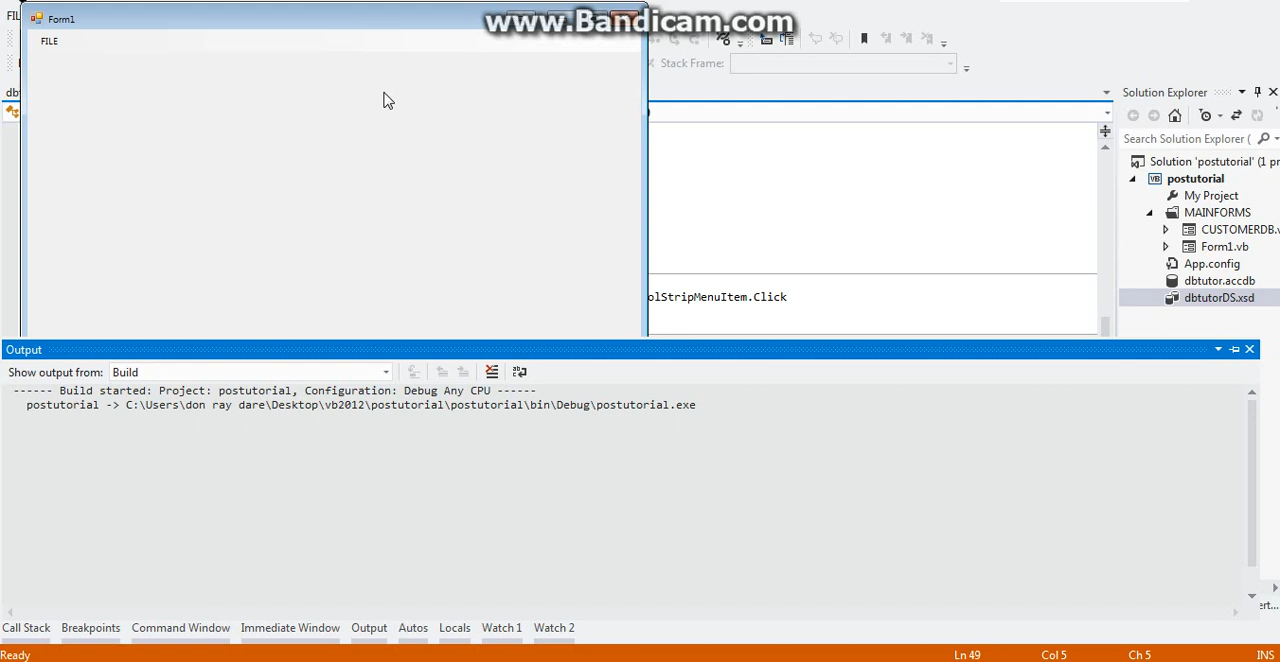 www.Bandicam.com
Form1
FILE
Stack Frame:
Solution Explorer
Search Solution Explorer (
Solution 'postutorial' (1 pr
VB postutorial
My Project
MAINFORMS
CUSTOMERDB.v
Form1.vb
App.config
dbtutor.accdb
dbtutorDS.xsd
olStripMenuItem.Click
Output
Show output from: Build
------ Build started: Project: postutorial, Configuration: Debug Any CPU ------
postutorial -> C:\Users\don ray dare\Desktop\vb2012\postutorial\postutorial\bin\Debug\postutorial.exe
Call Stack Breakpoints Command Window Immediate Window Output Autos Locals Watch 1 Watch 2
Ready Ln 49 Col 5 Ch 5 INS